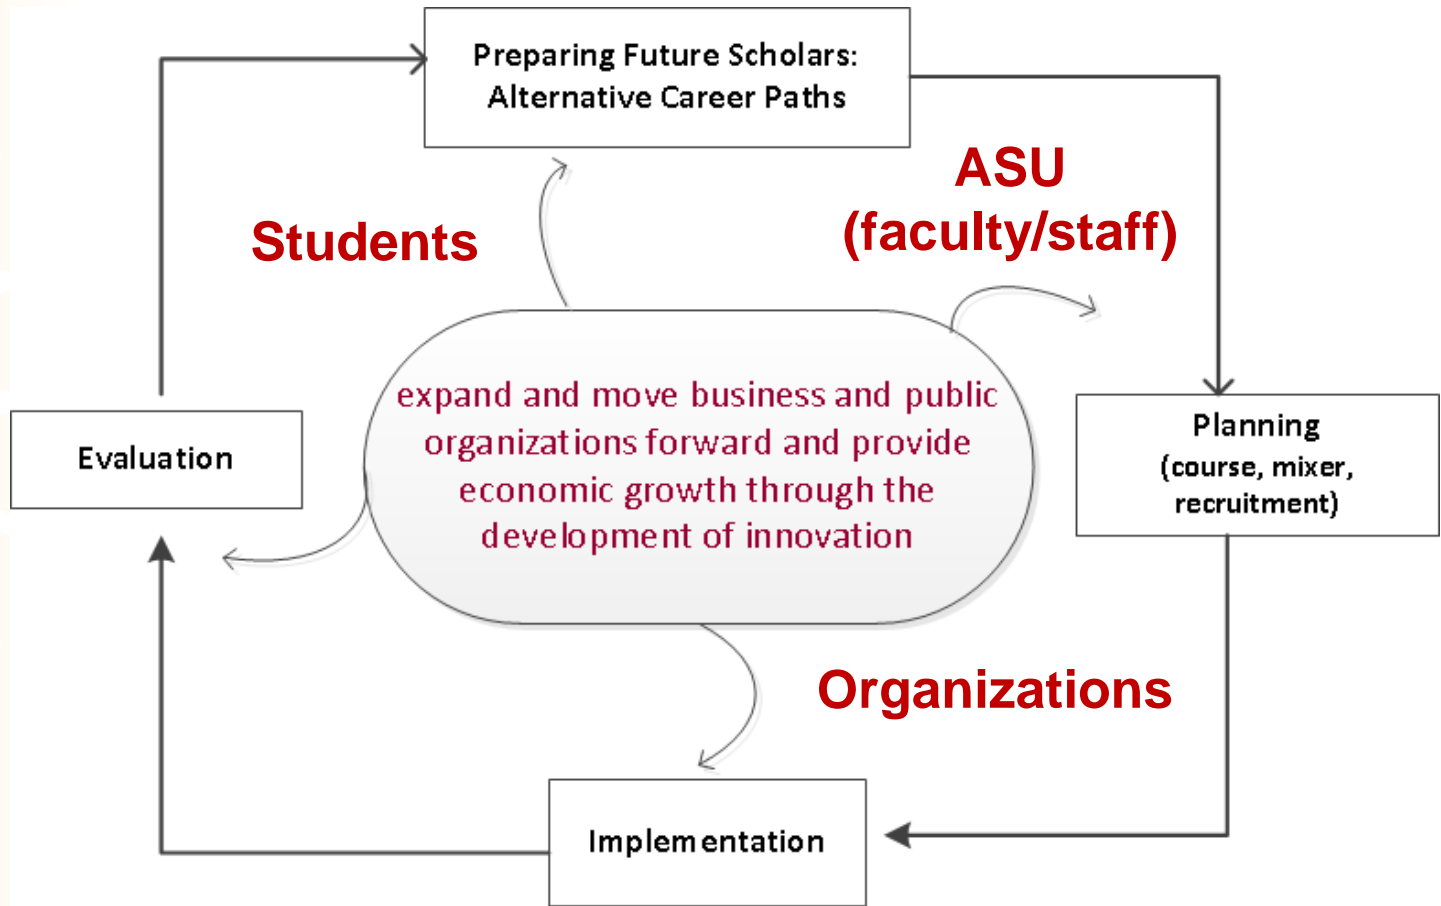 Preparing Future Scholars:
Alternative Career Paths
ASU
(faculty/staff)
Students
expand and move business and public
organizations forward and provide
economic growth through the
development of innovation
Evaluation
Planning
(course, mixer,
recruitment)
Organizations
Implementation